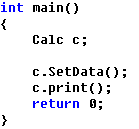 int main()
{
    Calc c;

    c.SetData();
    c.print();
    return 0;
}